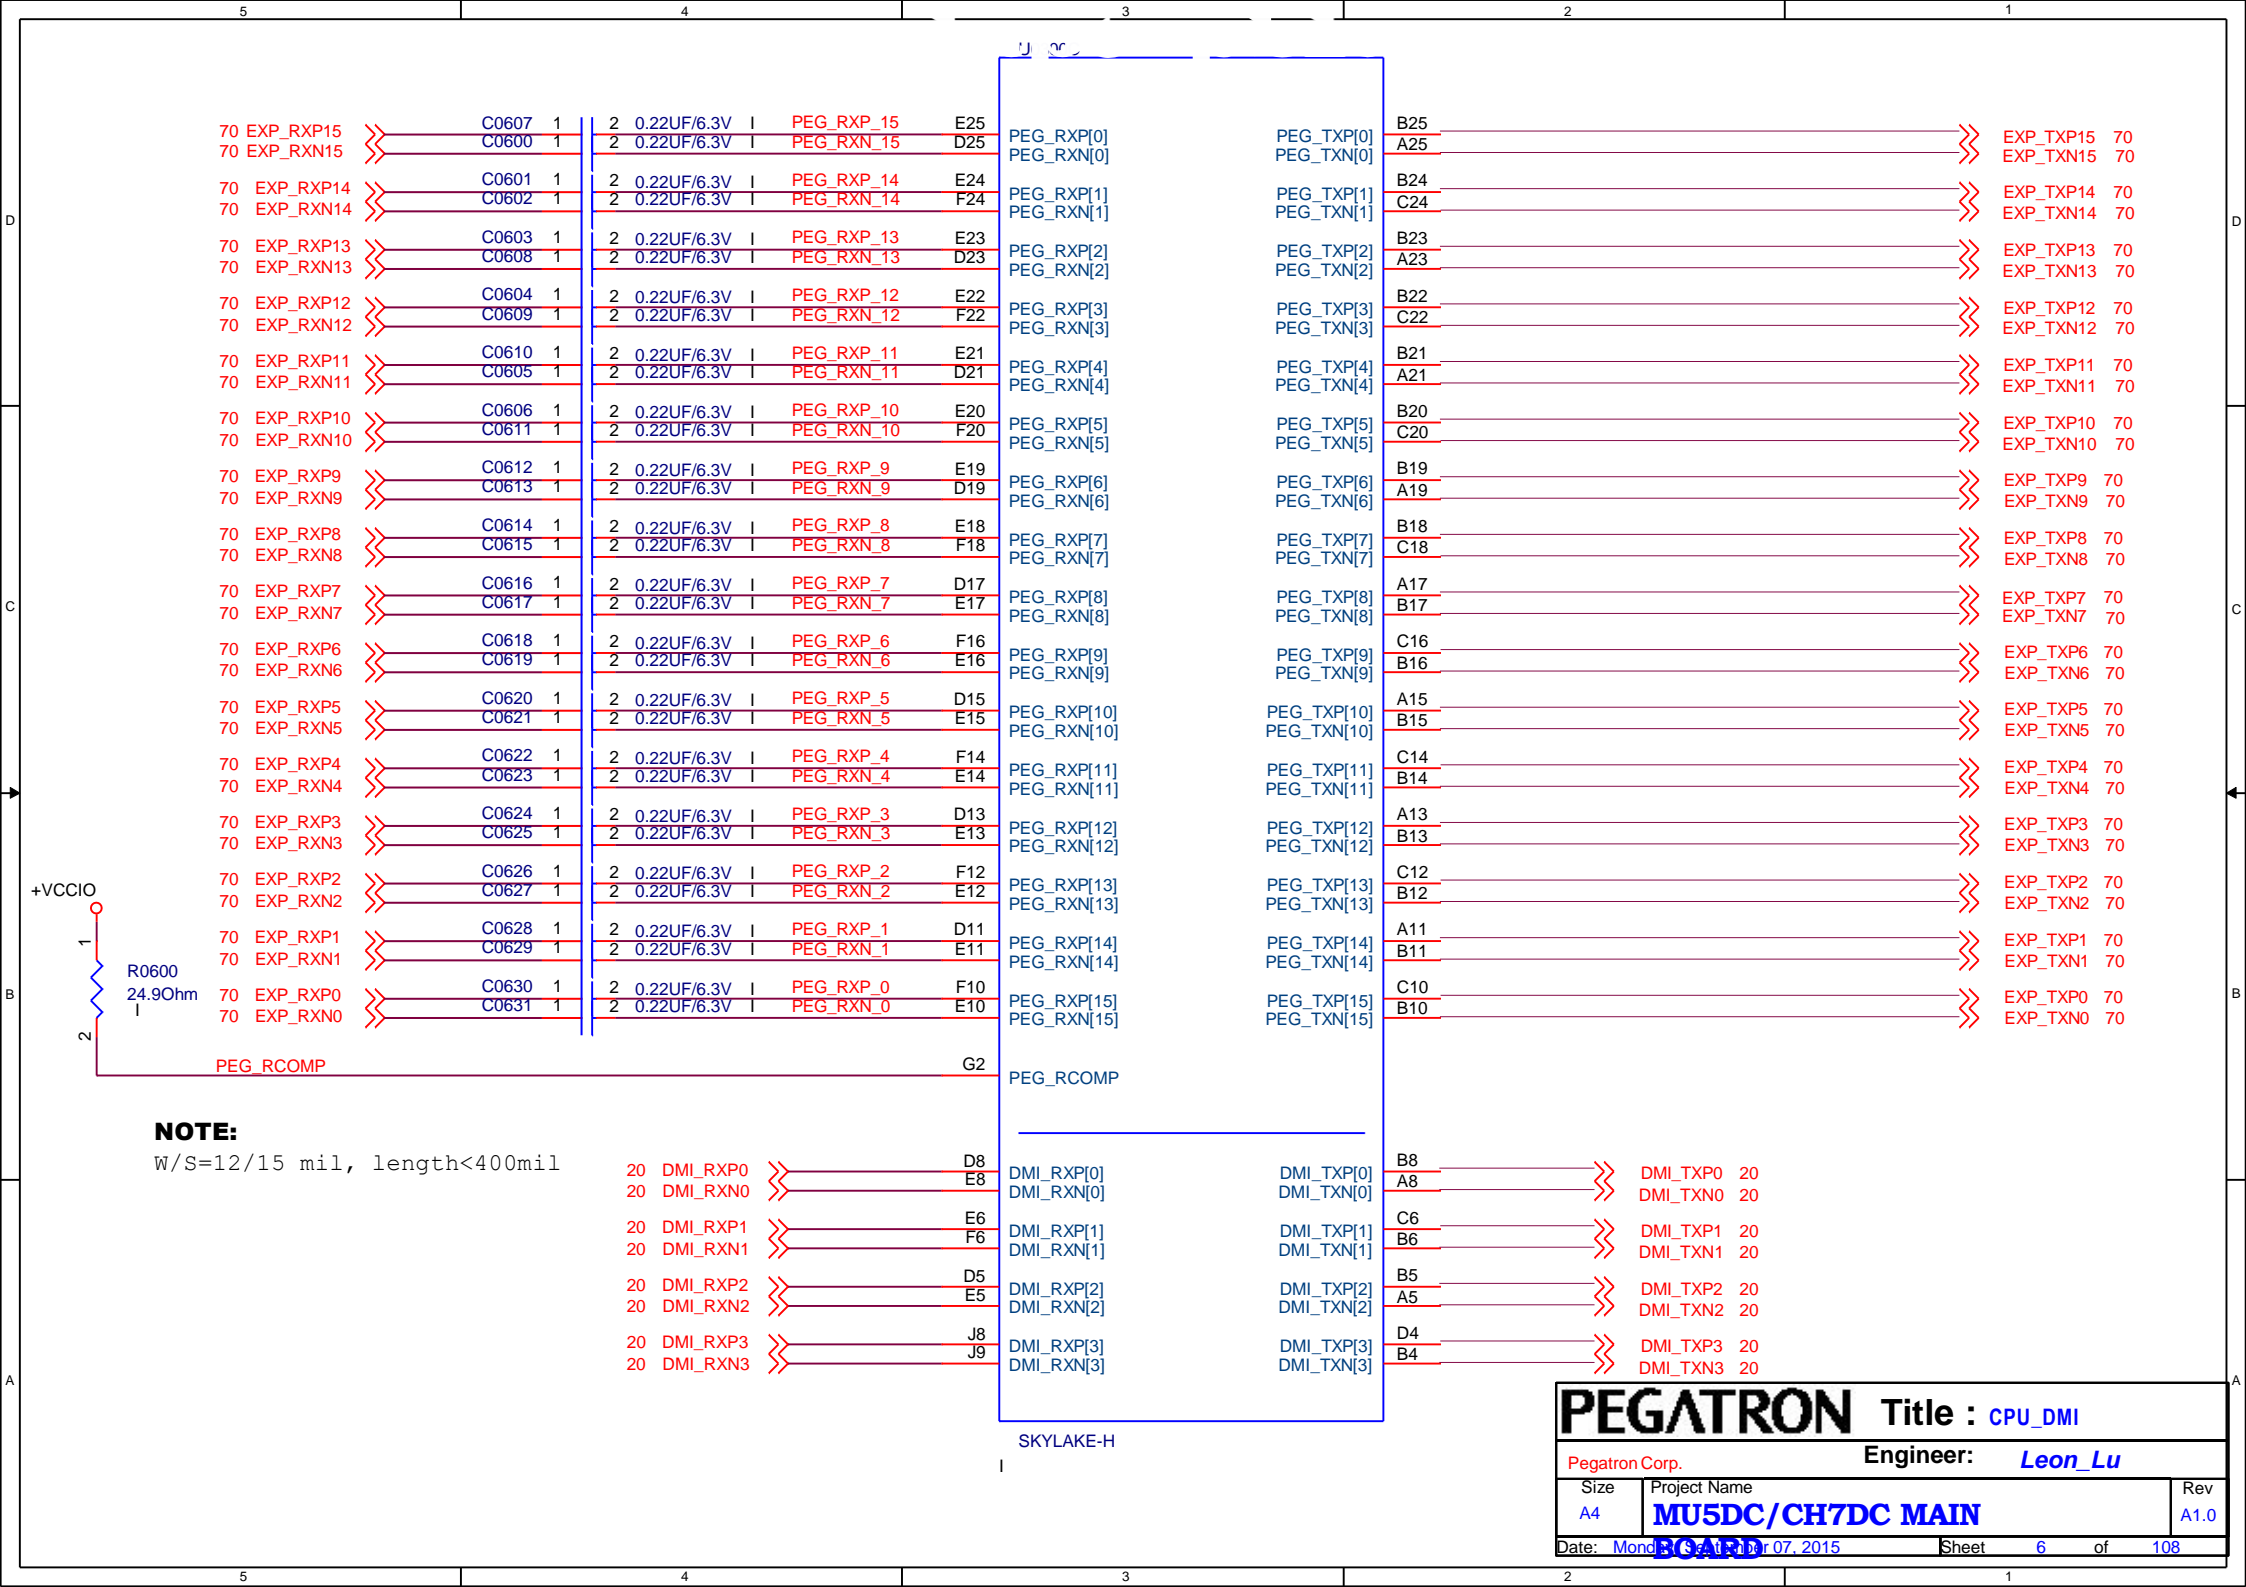 5 4 3 2 1
70 EXP_RXP15 C0607 1 2 0.22UF/6.3V I PEG_RXP_15 E25 PEG_RXP[0] PEG_TXP[0] B25 EXP_TXP15 70
70 EXP_RXN15 C0600 1 2 0.22UF/6.3V I PEG_RXN_15 D25 PEG_RXN[0] PEG_TXN[0] A25 EXP_TXN15 70
70 EXP_RXP14 C0601 1 2 0.22UF/6.3V I PEG_RXP_14 E24 PEG_RXP[1] PEG_TXP[1] B24 EXP_TXP14 70
70 EXP_RXN14 C0602 1 2 0.22UF/6.3V I PEG_RXN_14 F24 PEG_RXN[1] PEG_TXN[1] C24 EXP_TXN14 70
D D
70 EXP_RXP13 C0603 1 2 0.22UF/6.3V I PEG_RXP_13 E23 PEG_RXP[2] PEG_TXP[2] B23 EXP_TXP13 70
70 EXP_RXN13 C0608 1 2 0.22UF/6.3V I PEG_RXN_13 D23 PEG_RXN[2] PEG_TXN[2] A23 EXP_TXN13 70
70 EXP_RXP12 C0604 1 2 0.22UF/6.3V I PEG_RXP_12 E22 PEG_RXP[3] PEG_TXP[3] B22 EXP_TXP12 70
70 EXP_RXN12 C0609 1 2 0.22UF/6.3V I PEG_RXN_12 F22 PEG_RXN[3] PEG_TXN[3] C22 EXP_TXN12 70
70 EXP_RXP11 C0610 1 2 0.22UF/6.3V I PEG_RXP_11 E21 PEG_RXP[4] PEG_TXP[4] B21 EXP_TXP11 70
70 EXP_RXN11 C0605 1 2 0.22UF/6.3V I PEG_RXN_11 D21 PEG_RXN[4] PEG_TXN[4] A21 EXP_TXN11 70
70 EXP_RXP10 C0606 1 2 0.22UF/6.3V I PEG_RXP_10 E20 PEG_RXP[5] PEG_TXP[5] B20 EXP_TXP10 70
70 EXP_RXN10 C0611 1 2 0.22UF/6.3V I PEG_RXN_10 F20 PEG_RXN[5] PEG_TXN[5] C20 EXP_TXN10 70
70 EXP_RXP9 C0612 1 2 0.22UF/6.3V I PEG_RXP_9 E19 PEG_RXP[6] PEG_TXP[6] B19 EXP_TXP9 70
70 EXP_RXN9 C0613 1 2 0.22UF/6.3V I PEG_RXN_9 D19 PEG_RXN[6] PEG_TXN[6] A19 EXP_TXN9 70
70 EXP_RXP8 C0614 1 2 0.22UF/6.3V I PEG_RXP_8 E18 PEG_RXP[7] PEG_TXP[7] B18 EXP_TXP8 70
70 EXP_RXN8 C0615 1 2 0.22UF/6.3V I PEG_RXN_8 F18 PEG_RXN[7] PEG_TXN[7] C18 EXP_TXN8 70
70 EXP_RXP7 C0616 1 2 0.22UF/6.3V I PEG_RXP_7 D17 PEG_RXP[8] PEG_TXP[8] A17 EXP_TXP7 70
C C
70 EXP_RXN7 C0617 1 2 0.22UF/6.3V I PEG_RXN_7 E17 PEG_RXN[8] PEG_TXN[8] B17 EXP_TXN7 70
70 EXP_RXP6 C0618 1 2 0.22UF/6.3V I PEG_RXP_6 F16 PEG_RXP[9] PEG_TXP[9] C16 EXP_TXP6 70
70 EXP_RXN6 C0619 1 2 0.22UF/6.3V I PEG_RXN_6 E16 PEG_RXN[9] PEG_TXN[9] B16 EXP_TXN6 70
70 EXP_RXP5 C0620 1 2 0.22UF/6.3V I PEG_RXP_5 D15 PEG_RXP[10] PEG_TXP[10] A15 EXP_TXP5 70
70 EXP_RXN5 C0621 1 2 0.22UF/6.3V I PEG_RXN_5 E15 PEG_RXN[10] PEG_TXN[10] B15 EXP_TXN5 70
70 EXP_RXP4 C0622 1 2 0.22UF/6.3V I PEG_RXP_4 F14 PEG_RXP[11] PEG_TXP[11] C14 EXP_TXP4 70
70 EXP_RXN4 C0623 1 2 0.22UF/6.3V I PEG_RXN_4 E14 PEG_RXN[11] PEG_TXN[11] B14 EXP_TXN4 70
70 EXP_RXP3 C0624 1 2 0.22UF/6.3V I PEG_RXP_3 D13 PEG_RXP[12] PEG_TXP[12] A13 EXP_TXP3 70
70 EXP_RXN3 C0625 1 2 0.22UF/6.3V I PEG_RXN_3 E13 PEG_RXN[12] PEG_TXN[12] B13 EXP_TXN3 70
70 EXP_RXP2 C0626 1 2 0.22UF/6.3V I PEG_RXP_2 F12 PEG_RXP[13] PEG_TXP[13] C12 EXP_TXP2 70
+VCCIO
70 EXP_RXN2 C0627 1 2 0.22UF/6.3V I PEG_RXN_2 E12 PEG_RXN[13] PEG_TXN[13] B12 EXP_TXN2 70
1
70 EXP_RXP1 C0628 1 2 0.22UF/6.3V I PEG_RXP_1 D11 PEG_RXP[14] PEG_TXP[14] A11 EXP_TXP1 70
70 EXP_RXN1 C0629 1 2 0.22UF/6.3V I PEG_RXN_1 E11 PEG_RXN[14] PEG_TXN[14] B11 EXP_TXN1 70
R0600
B 24.9Ohm B
70 EXP_RXP0 C0630 1 2 0.22UF/6.3V I PEG_RXP_0 F10 PEG_RXP[15] PEG_TXP[15] C10 EXP_TXP0 70
I
70 EXP_RXN0 C0631 1 2 0.22UF/6.3V I PEG_RXN_0 E10 PEG_RXN[15] PEG_TXN[15] B10 EXP_TXN0 70
2
PEG_RCOMP G2 PEG_RCOMP
NOTE:
W/S=12/15 mil, length<400mil
20 DMI_RXP0 D8 DMI_RXP[0] DMI_TXP[0] B8 DMI_TXP0 20
20 DMI_RXN0 E8 DMI_RXN[0] DMI_TXN[0] A8 DMI_TXN0 20
20 DMI_RXP1 E6 DMI_RXP[1] DMI_TXP[1] C6 DMI_TXP1 20
20 DMI_RXN1 F6 DMI_RXN[1] DMI_TXN[1] B6 DMI_TXN1 20
20 DMI_RXP2 D5 DMI_RXP[2] DMI_TXP[2] B5 DMI_TXP2 20
20 DMI_RXN2 E5 DMI_RXN[2] DMI_TXN[2] A5 DMI_TXN2 20
20 DMI_RXP3 J8 DMI_RXP[3] DMI_TXP[3] D4 DMI_TXP3 20
20 DMI_RXN3 J9 DMI_RXN[3] DMI_TXN[3] B4 DMI_TXN3 20
A A
SKYLAKE-H
I
PEGATRON Title : CPU_DMI
Pegatron Corp. Engineer: Leon_Lu
Size Project Name Rev
A4 MU5DC/CH7DC MAIN A1.0
BOARD
Date: Monday, September 07, 2015 Sheet 6 of 108
5 4 3 2 1